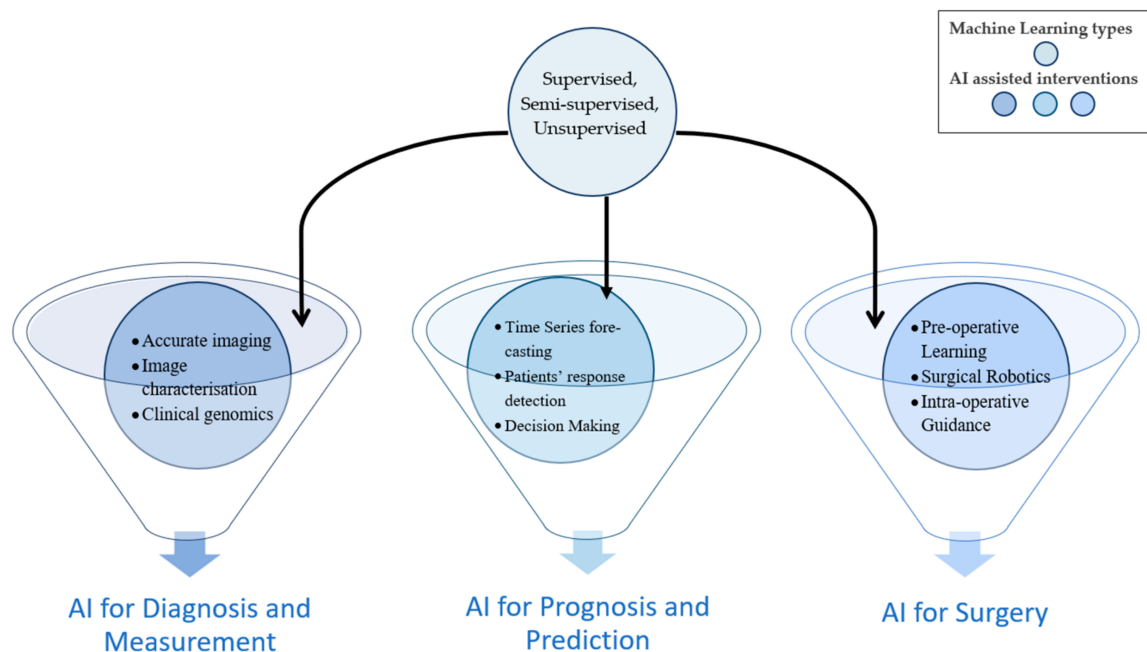 Machine Learning types
AI assisted interventions
Supervised,
Semi-supervised,
Unsupervised
• Accurate imaging
• Image
characterisation
• Clinical genomics
• Time Series fore-
casting
• Patients’ response
detection
• Decision Making
• Pre-operative
Learning
• Surgical Robotics
• Intra-operative
Guidance
AI for Diagnosis and
Measurement
AI for Prognosis and
Prediction
AI for Surgery